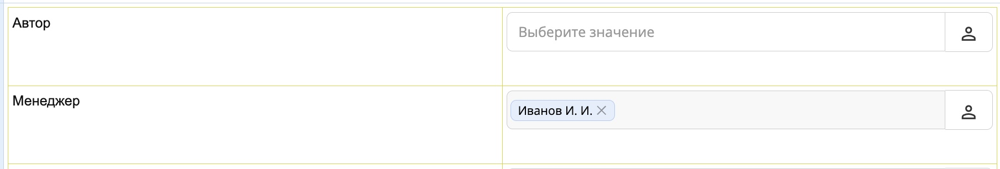 Автор
Выберите значение
Менеджер
Иванов И. И.